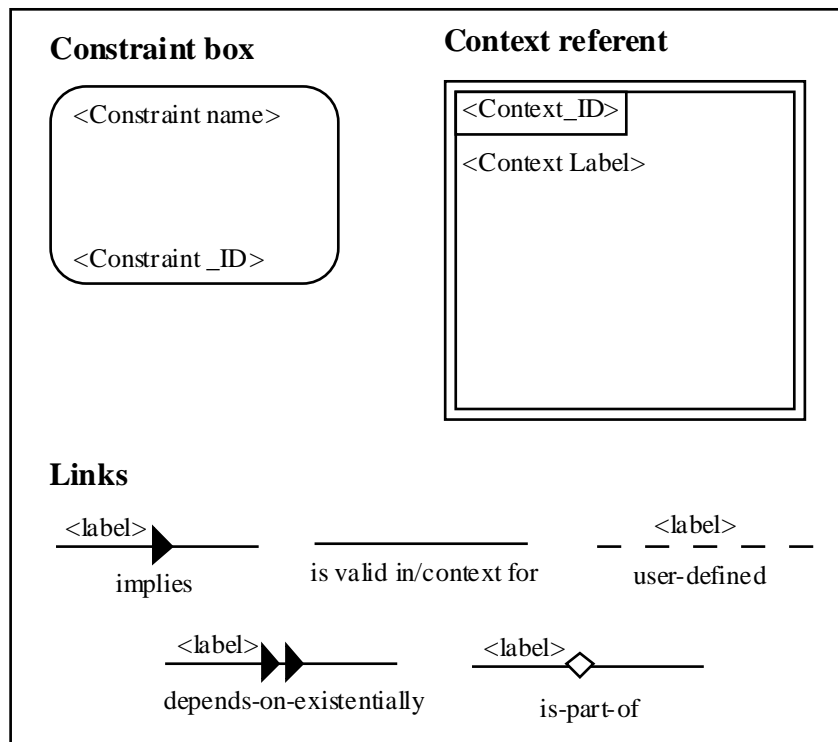 Constraint box
<Constraint name>
<Constraint _ID>
Context referent
<Context_ID>
<Context Label>
Links
<label>
implies
is valid in/context for
<label>
user-defined
<label>
depends-on-existentially
<label>
is-part-of